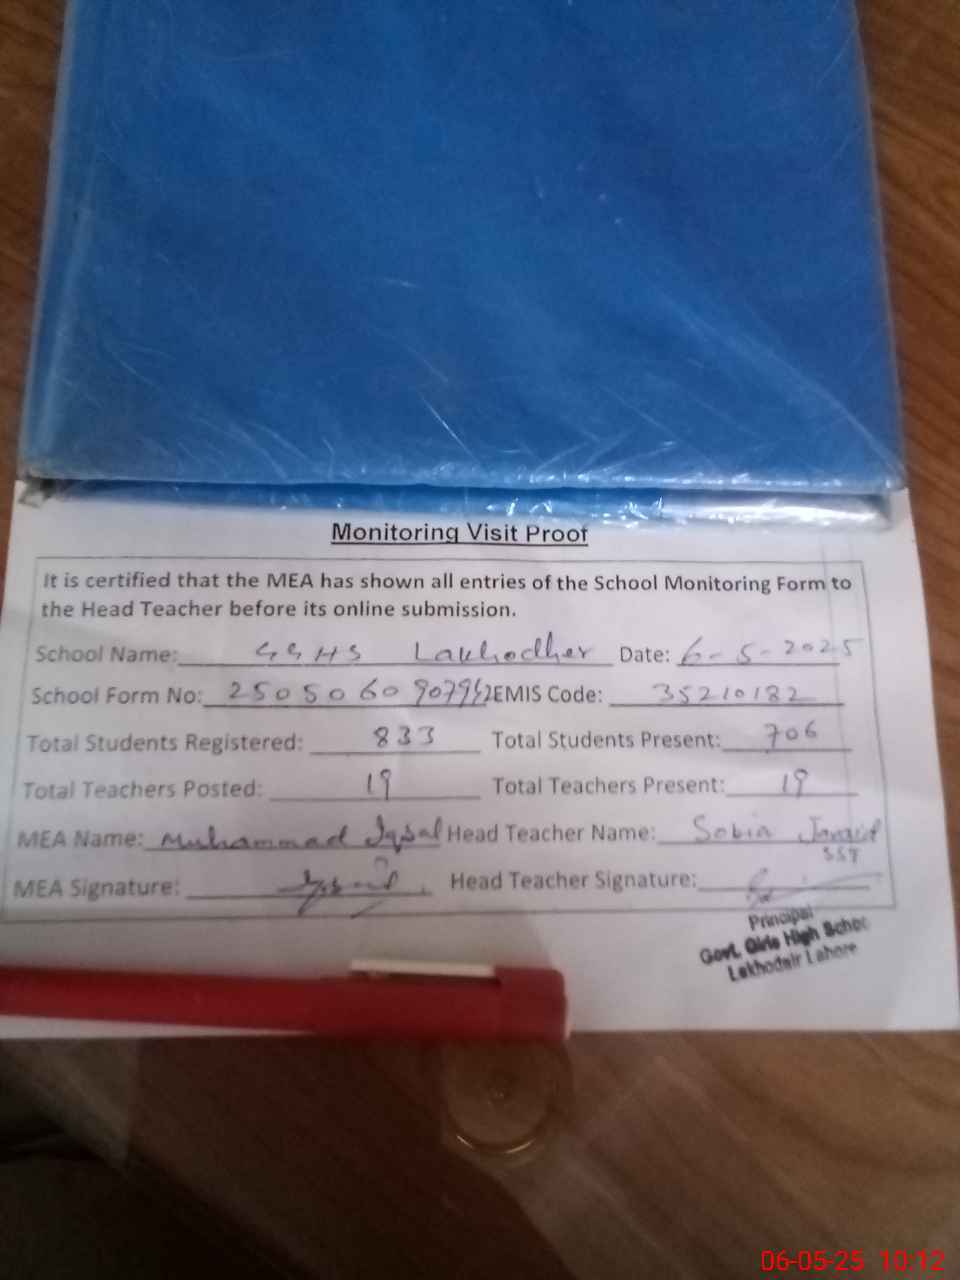 Monitoring Visit Proof
It is certified that the MEA has shown all entries of the School Monitoring Form to
the Head Teacher before its online submission.
School Name: GGHS Lakhodher Date: 6-5-2025
School Form No: EMIS Code: 35210182
Total Students Registered: 833 Total Students Present: 706
Total Teachers Posted: 19 Total Teachers Present: 19
MEA Name: Muhammad Iqbal Head Teacher Name: Sobia Javaid
SST
MEA Signature: Iqbal Head Teacher Signature:
Principal
Govt. Girls High School
Lakhodair Lahore
06-05-25 10:12